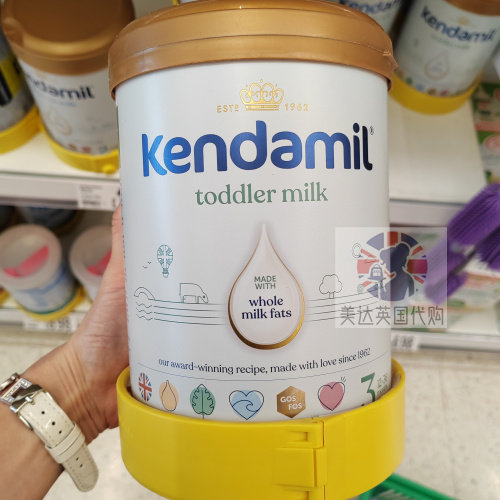 Kendamil
ESTD 1962
Kendamil®
toddler milk
MADE
WITH
whole
milk fats
美达英国代购
our award-winning recipe, made with love since 1962
GOS
FOS
3